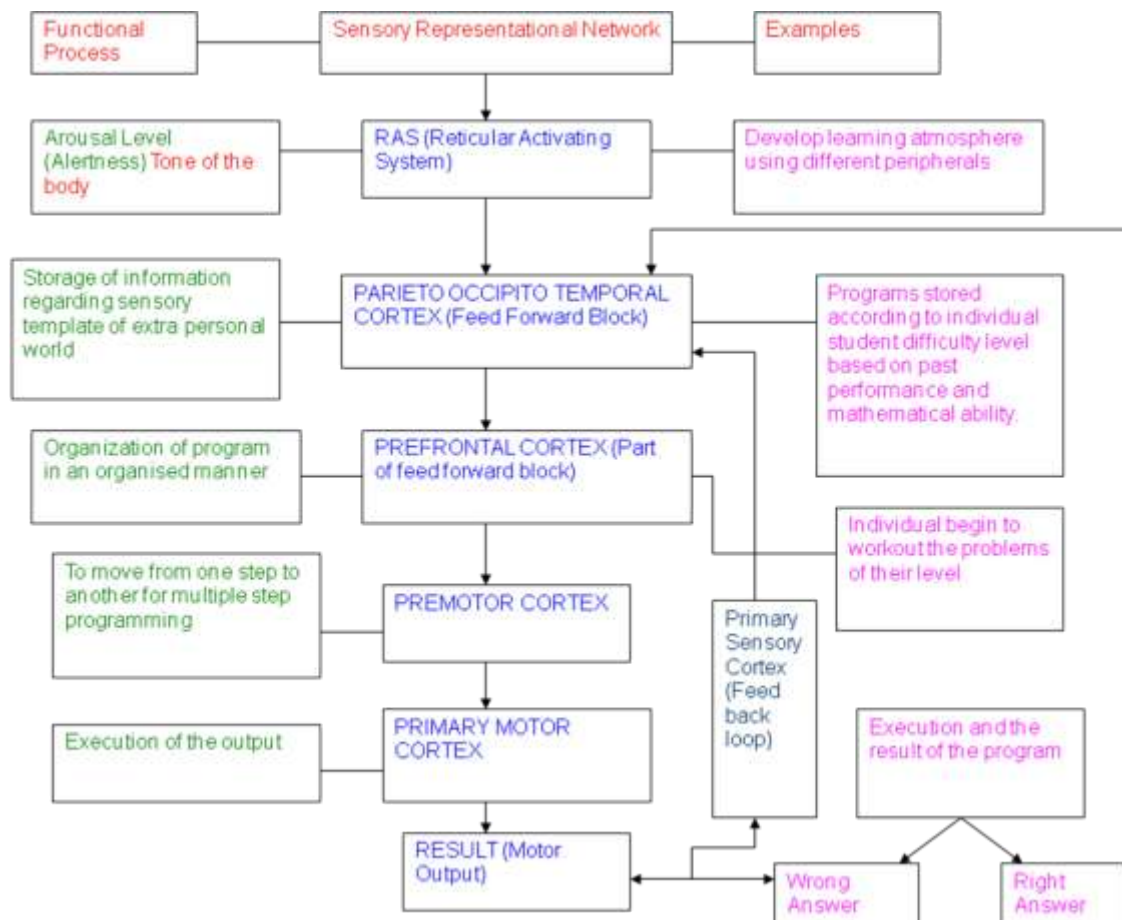 Functional
Process
Sensory Representational Network
Examples
Arousal Level
(Alertness) Tone of the
body
RAS (Reticular Activating
System)
Develop learning atmosphere
using different peripherals
Storage of information
regarding sensory
template of extra personal
world
PARIETO OCCIPITO TEMPORAL
CORTEX (Feed Forward Block)
Programs stored
according to individual
student difficulty level
based on past
performance and
mathematical ability.
Organization of program
in an organised manner
PREFRONTAL CORTEX (Part
of feed forward block)
Individual begin to
workout the problems
of their level
To move from one step to
another for multiple step
programming
PREMOTOR CORTEX
Primary
Sensory
Cortex
(Feed
back
loop)
Execution of the output
PRIMARY MOTOR
CORTEX
Execution and the
result of the program
RESULT (Motor
Output)
Wrong
Answer
Right
Answer